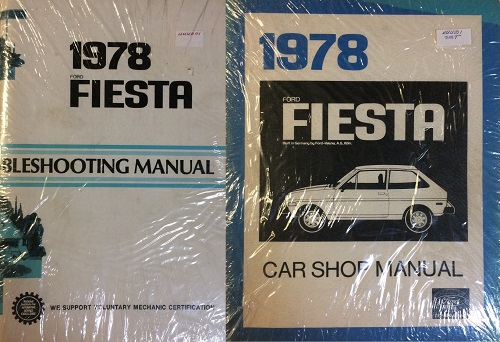 1978
FORD
FIESTA
BLESHOOTING MANUAL
WE SUPPORT VOLUNTARY MECHANIC CERTIFICATION
1978
FORD
FIESTA
Built in Germany by Ford-Werke, A.G., Köln.
CAR SHOP MANUAL